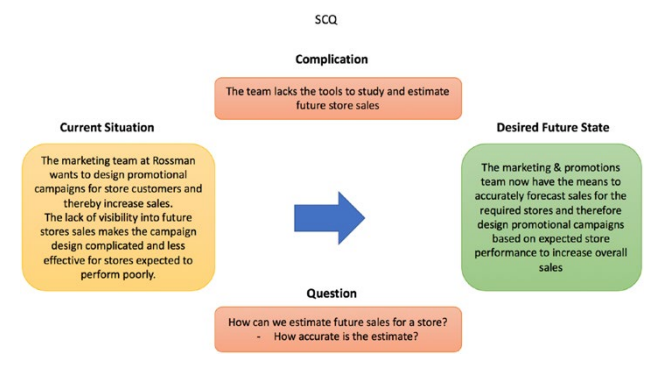 SCQ
Complication
The team lacks the tools to study and estimate
future store sales
Current Situation
The marketing team at Rossman
wants to design promotional
campaigns for store customers and
thereby increase sales.
The lack of visibility into future
stores sales makes the campaign
design complicated and less
effective for stores expected to
perform poorly.
Desired Future State
The marketing & promotions
team now have the means to
accurately forecast sales for the
required stores and therefore
design promotional campaigns
based on expected store
performance to increase overall
sales
Question
How can we estimate future sales for a store?
- How accurate is the estimate?